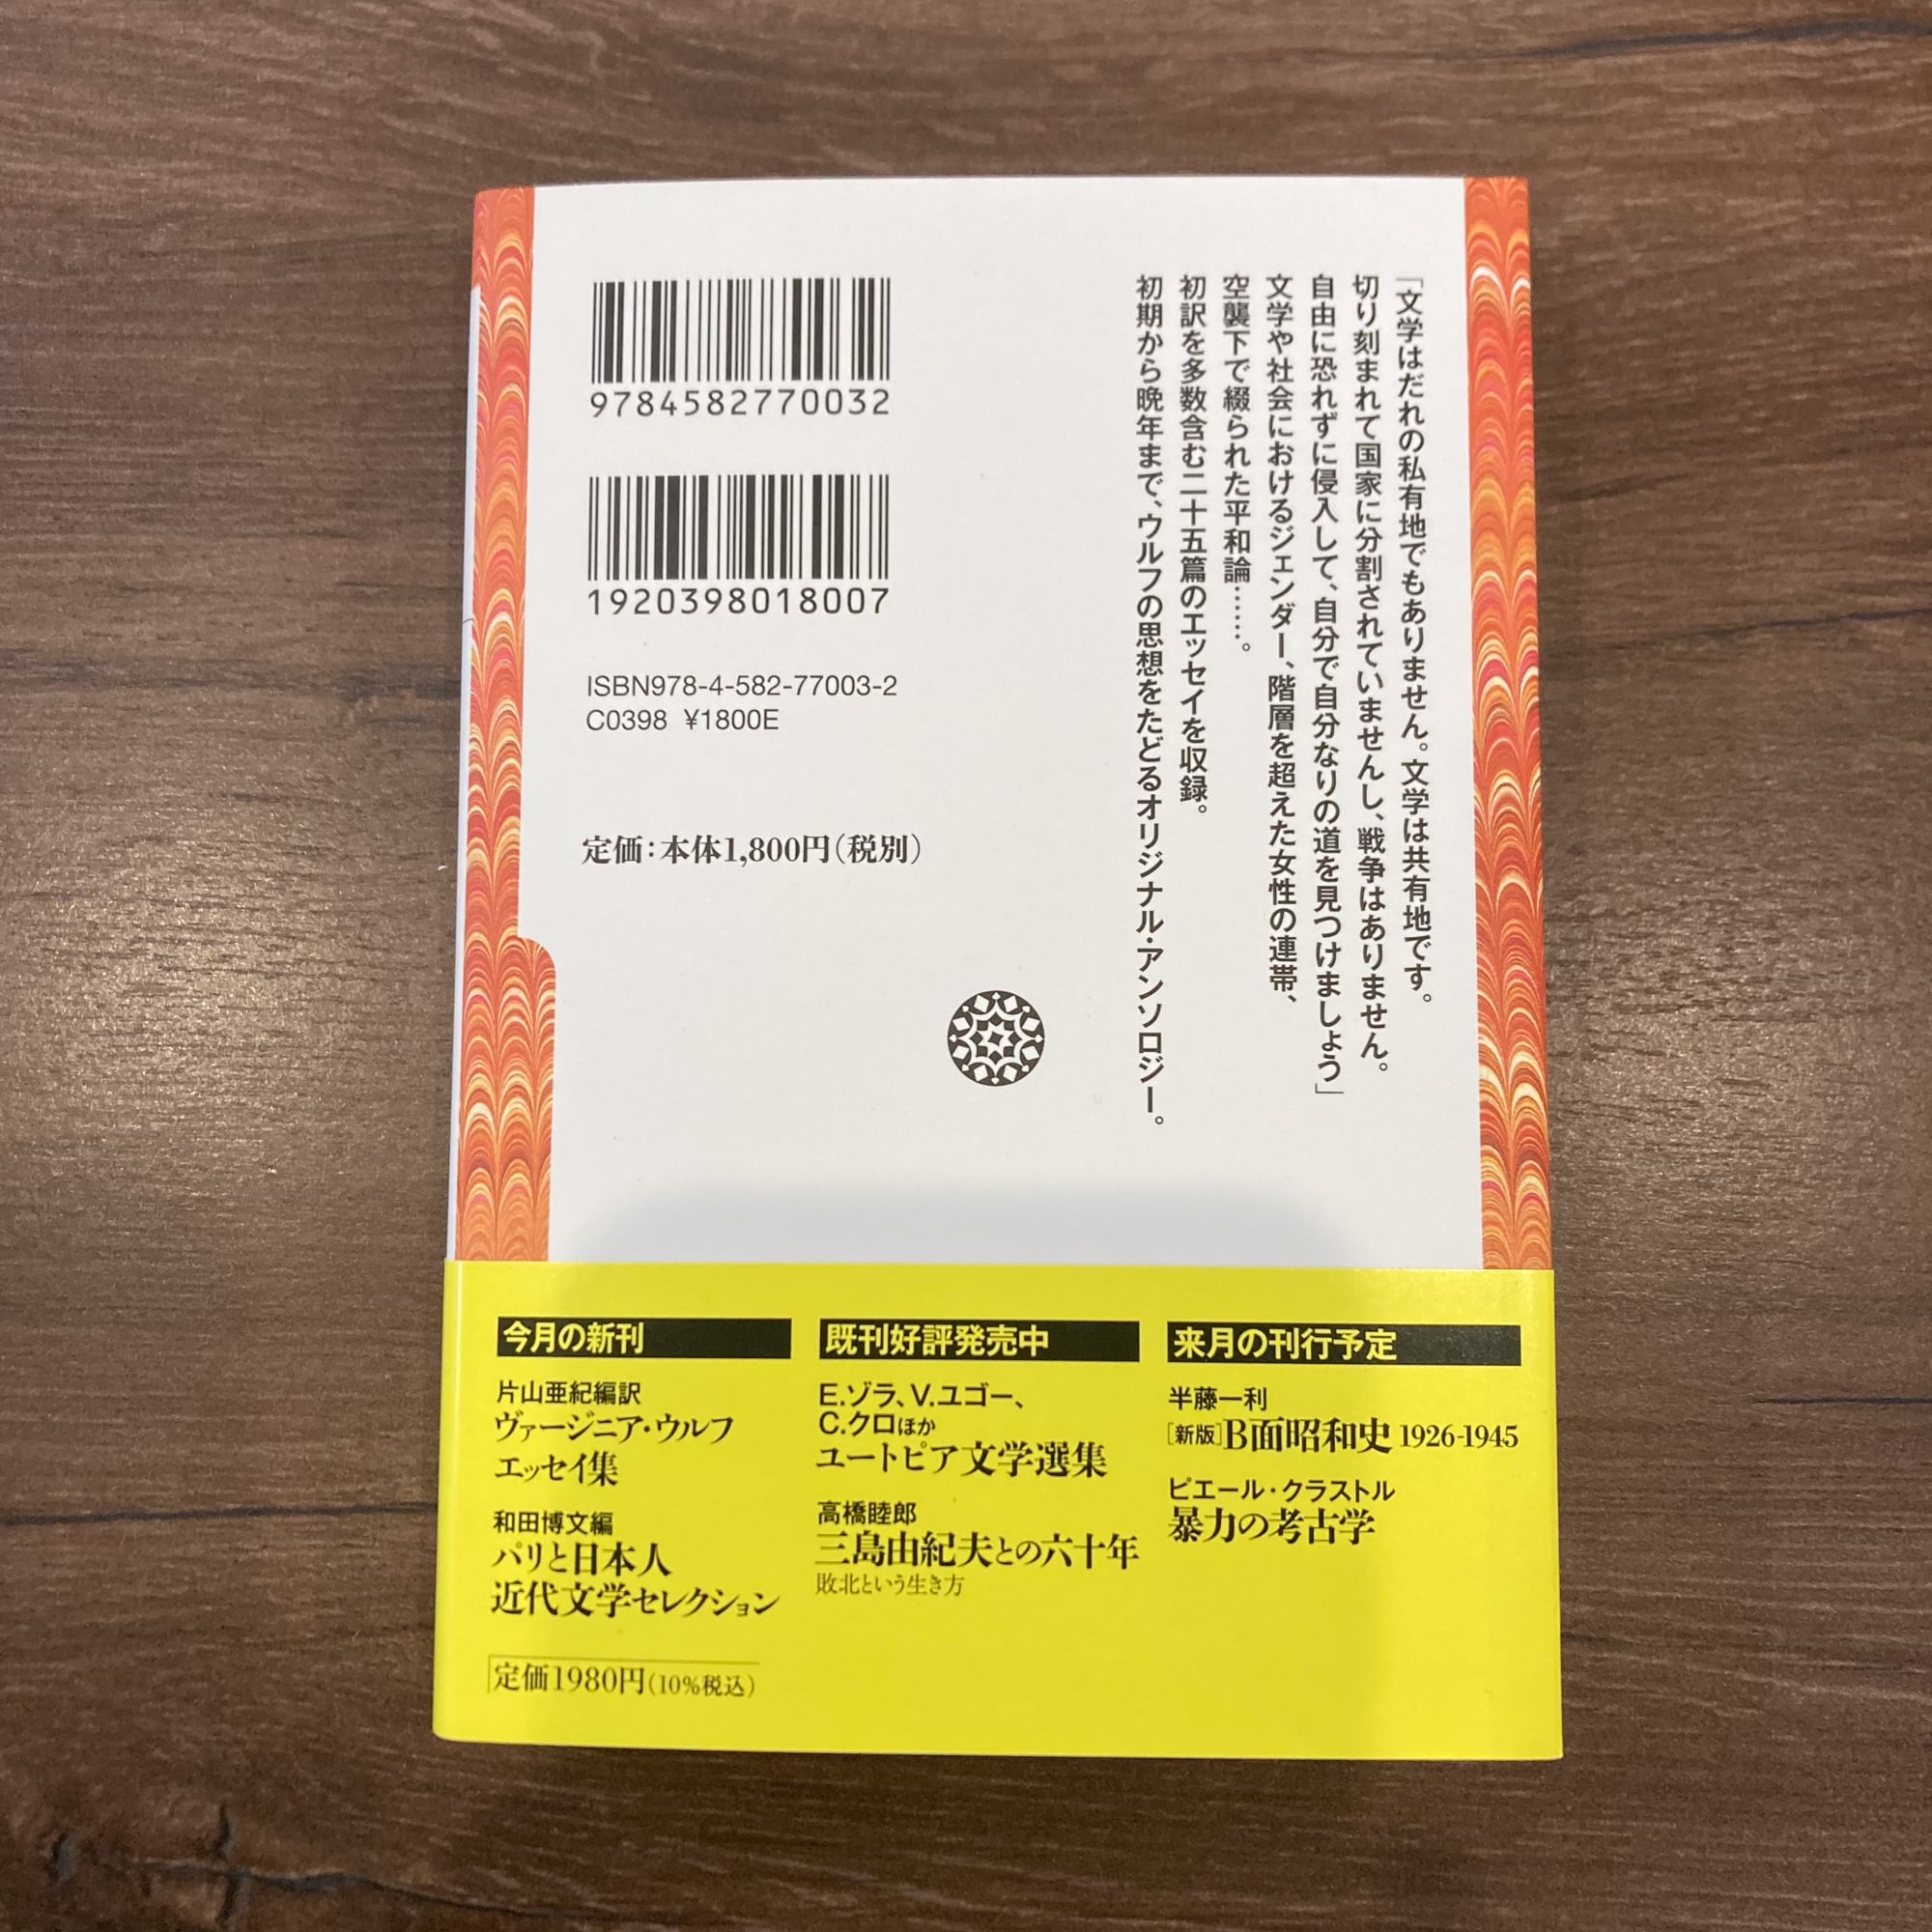 「文学はだれの私有地でもありません。文学は共有地です。
切り刻まれて国家に分割されていませんし、戦争はありません。
自由に恐れずに侵入して、自分で自分なりの道を見つけましょう」
文学や社会におけるジェンダー、階層を超えた女性の連帯、
空襲下で綴られた平和論……。
初訳を多数含む二十五篇のエッセイを収録。
初期から晩年まで、ウルフの思想をたどるオリジナル・アンソロジー。
9784582770032
1920398018007
ISBN978-4-582-77003-2
C0398 ¥1800E
定価：本体1,800円（税別）
今月の新刊
片山亜紀編訳
ヴァージニア・ウルフ
エッセイ集
和田博文編
パリと日本人
近代文学セレクション
定価1980円（10%税込）
既刊好評発売中
E.ゾラ、V.ユゴー、
C.クロほか
ユートピア文学選集
高橋睦郎
三島由紀夫との六十年
敗北という生き方
来月の刊行予定
半藤一利
［新版］B面昭和史 1926-1945
ピエール・クラストル
暴力の考古学